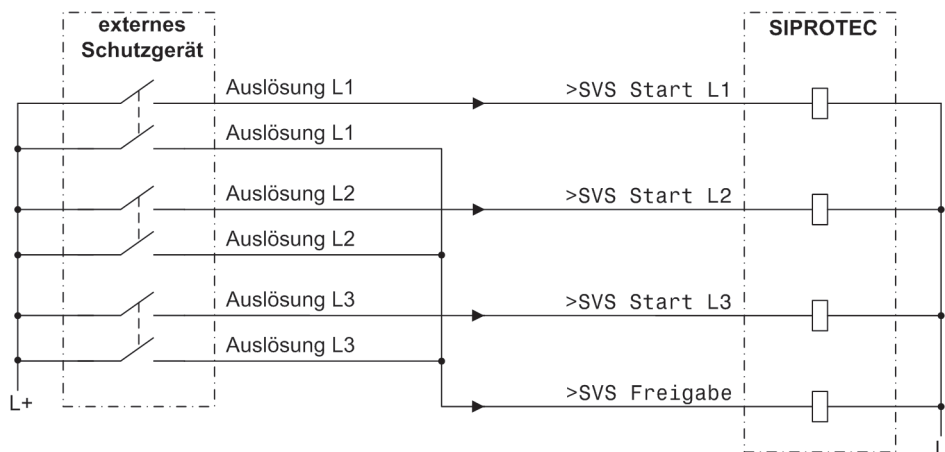 externes
Schutzgerät
SIPROTEC
Auslösung L1
>SVS Start L1
Auslösung L1
Auslösung L2
>SVS Start L2
Auslösung L2
Auslösung L3
>SVS Start L3
Auslösung L3
>SVS Freigabe
L+